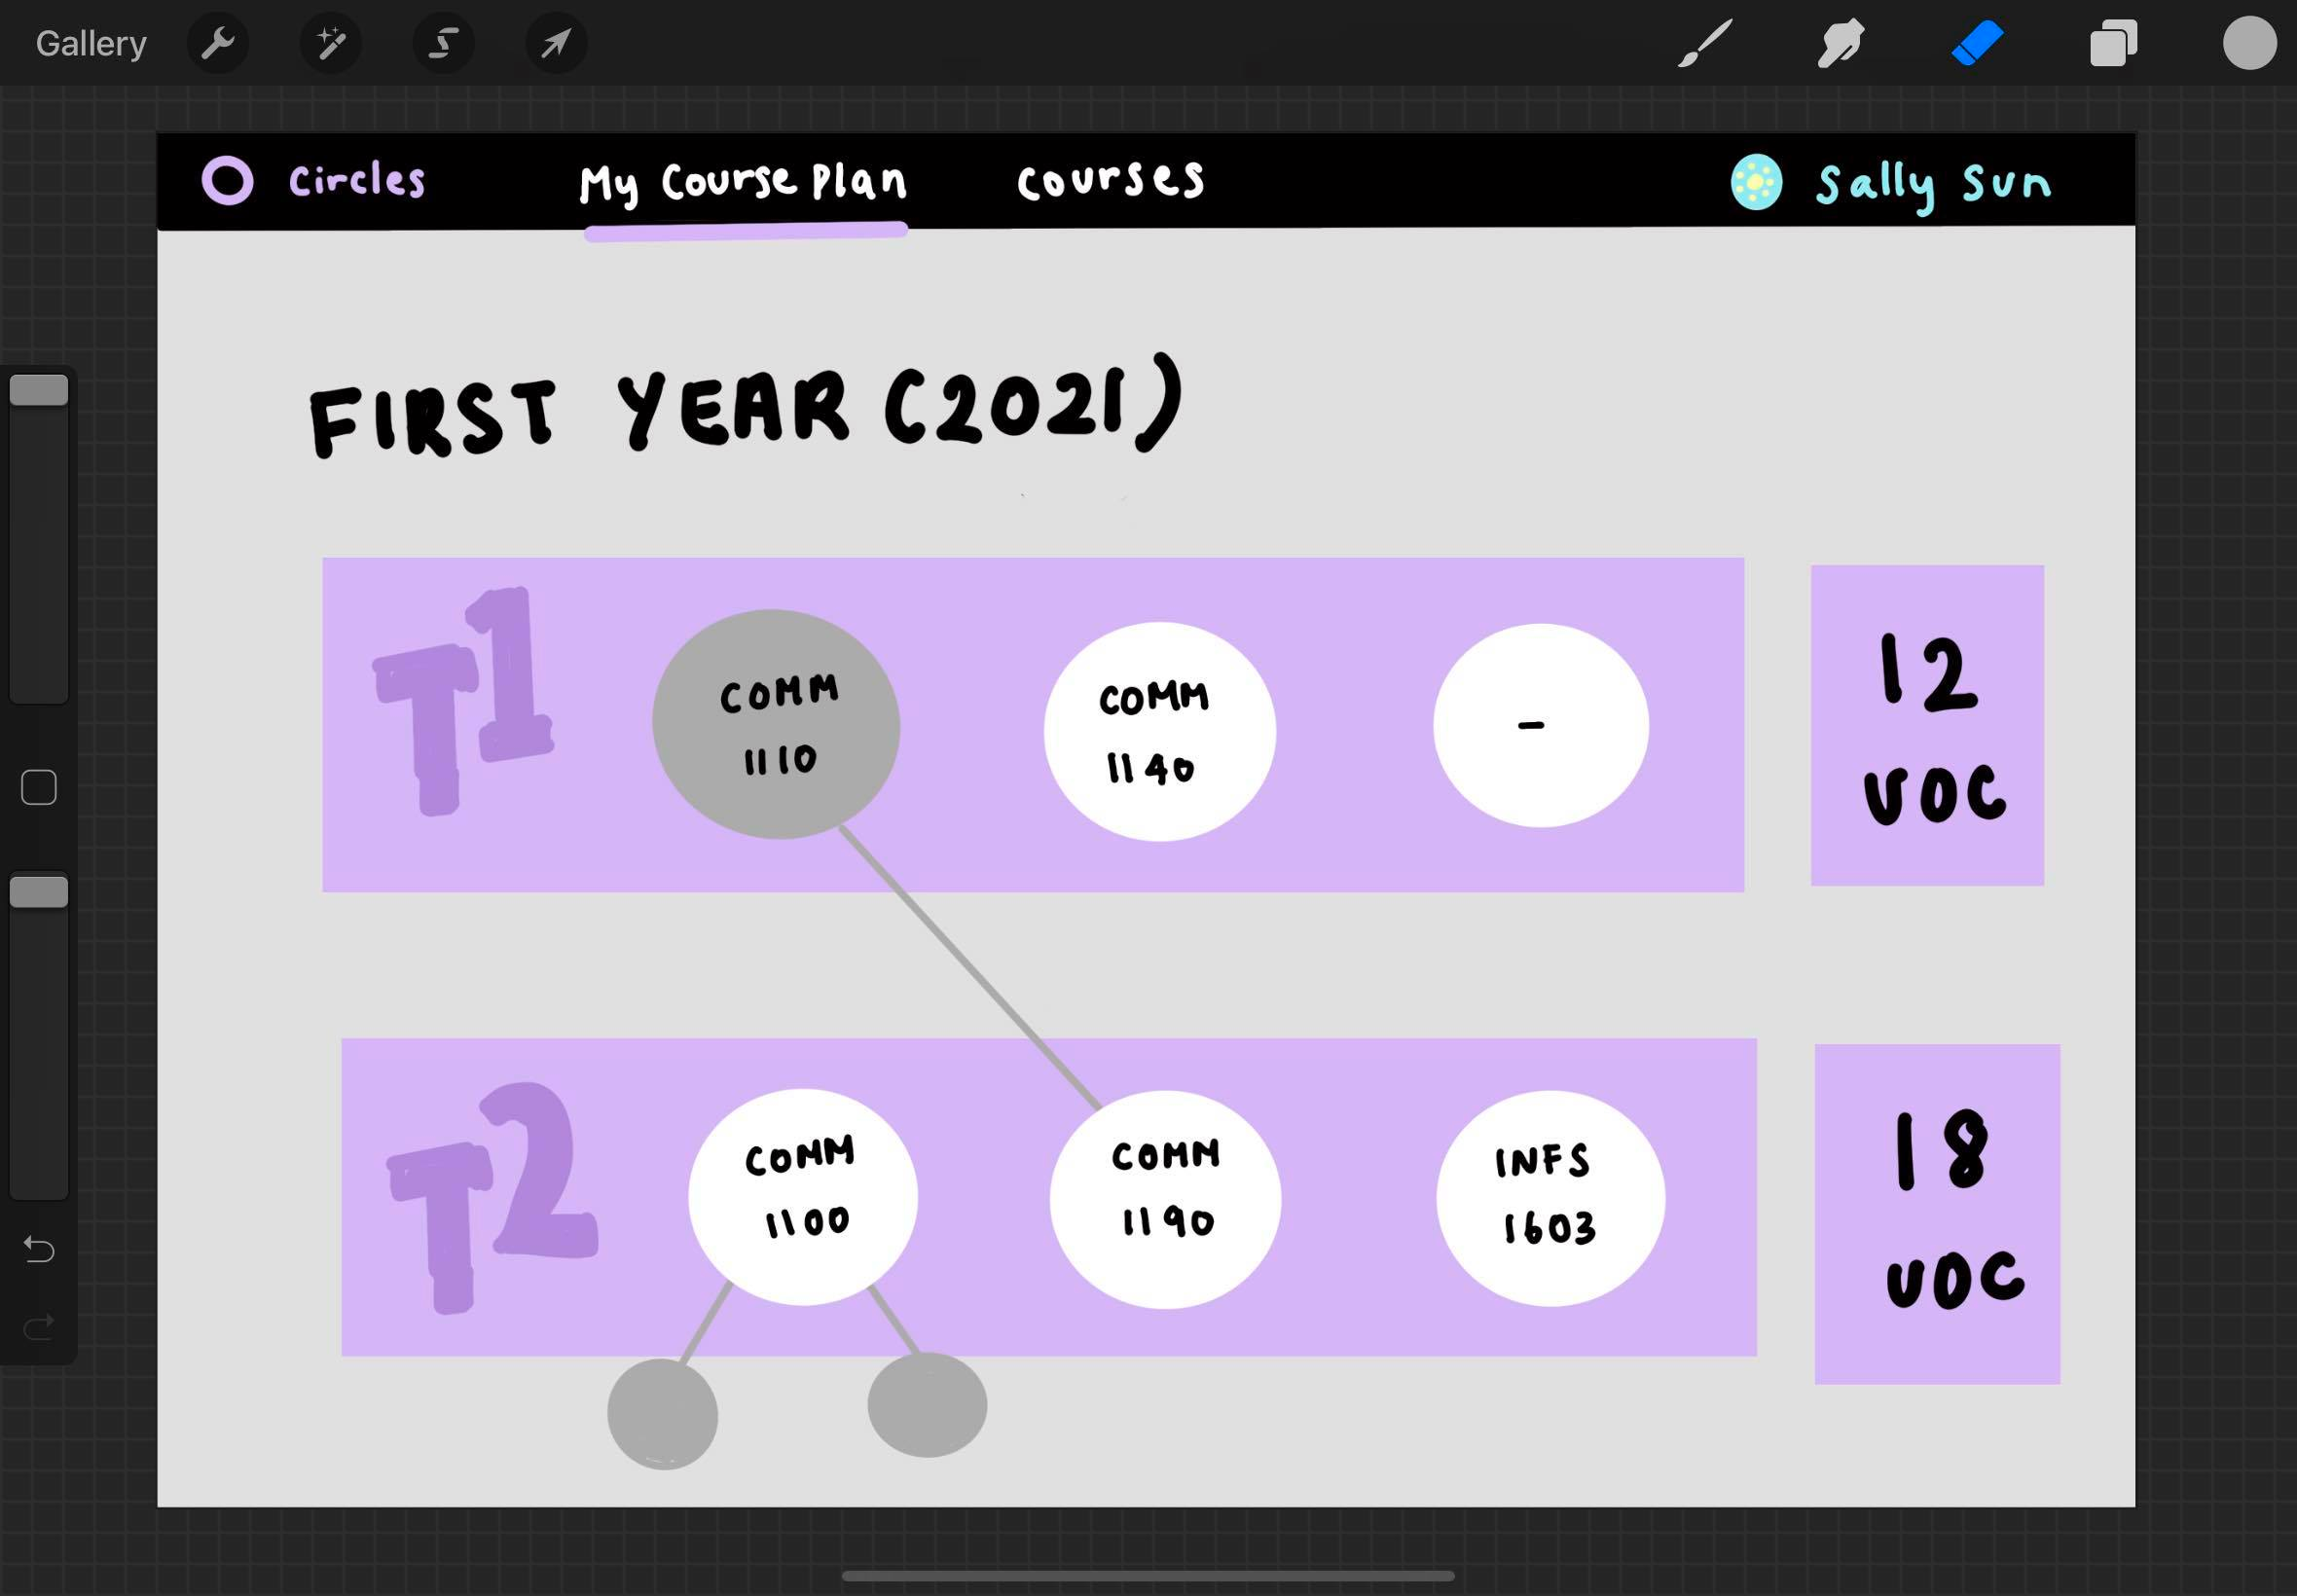 Gallery
Circles My Course Plan Courses Sally Sun
FIRST YEAR (2021)
T1
COMM
1110
COMM
1140
-
12
UOC
T2
COMM
1100
COMM
1190
INFS
1603
18
UOC